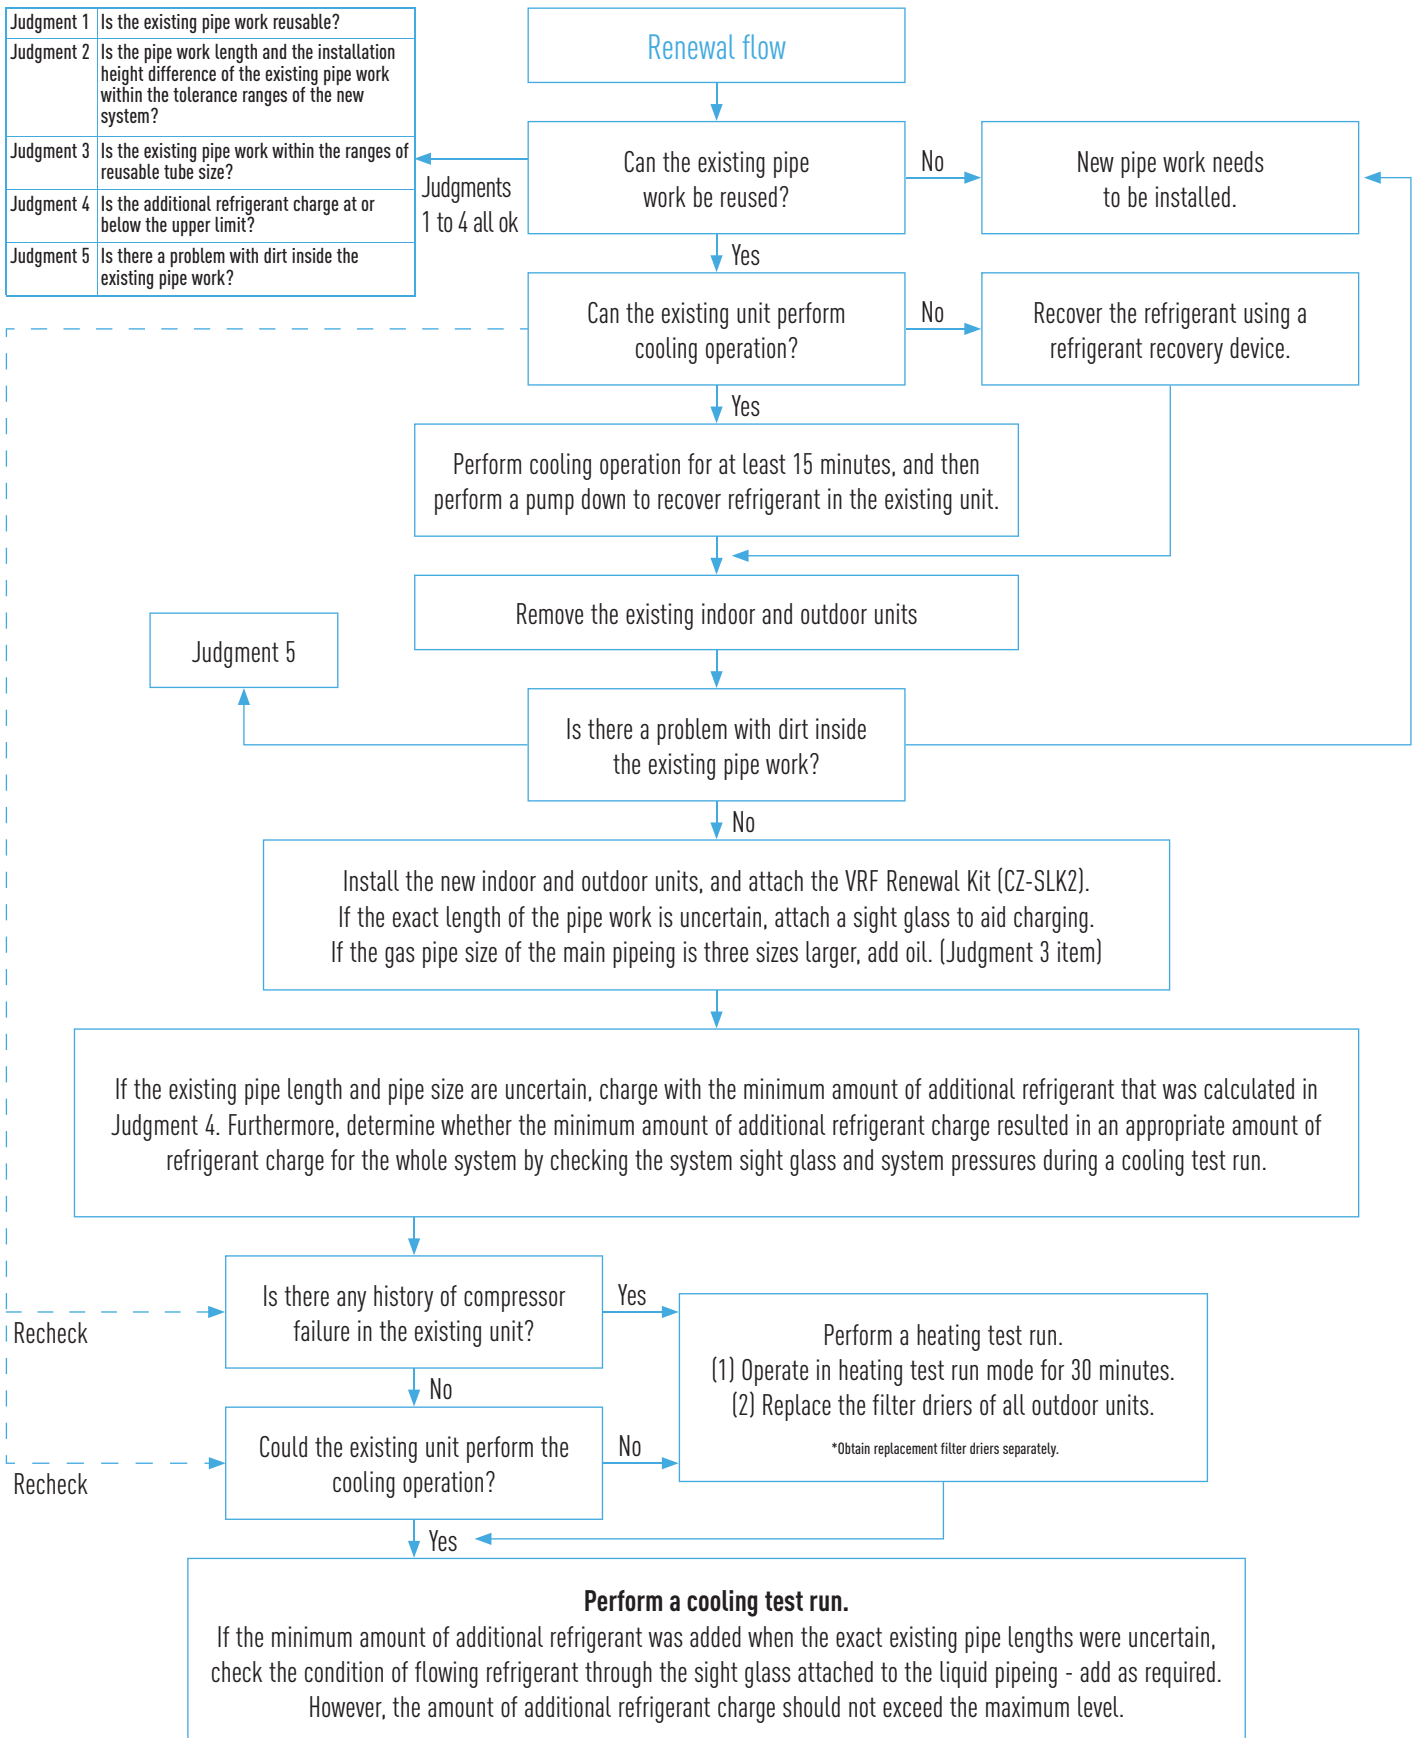 Judgment 1 Is the existing pipe work reusable?
Judgment 2 Is the pipe work length and the installation
height difference of the existing pipe work
within the tolerance ranges of the new
system?
Judgment 3 Is the existing pipe work within the ranges of
reusable tube size?
Judgment 4 Is the additional refrigerant charge at or
below the upper limit?
Judgment 5 Is there a problem with dirt inside the
existing pipe work?
Renewal flow
Can the existing pipe
work be reused?
No
New pipe work needs
to be installed.
Judgments
1 to 4 all ok
Yes
Can the existing unit perform
cooling operation?
No
Recover the refrigerant using a
refrigerant recovery device.
Yes
Perform cooling operation for at least 15 minutes, and then
perform a pump down to recover refrigerant in the existing unit.
Remove the existing indoor and outdoor units
Judgment 5
Is there a problem with dirt inside
the existing pipe work?
No
Install the new indoor and outdoor units, and attach the VRF Renewal Kit (CZ-SLK2).
If the exact length of the pipe work is uncertain, attach a sight glass to aid charging.
If the gas pipe size of the main pipeing is three sizes larger, add oil. (Judgment 3 item)
If the existing pipe length and pipe size are uncertain, charge with the minimum amount of additional refrigerant that was calculated in
Judgment 4. Furthermore, determine whether the minimum amount of additional refrigerant charge resulted in an appropriate amount of
refrigerant charge for the whole system by checking the system sight glass and system pressures during a cooling test run.
Is there any history of compressor
failure in the existing unit?
Yes
Recheck
No
Perform a heating test run.
(1) Operate in heating test run mode for 30 minutes.
(2) Replace the filter driers of all outdoor units.
*Obtain replacement filter driers separately.
Could the existing unit perform the
cooling operation?
No
Recheck
Yes
Perform a cooling test run.
If the minimum amount of additional refrigerant was added when the exact existing pipe lengths were uncertain,
check the condition of flowing refrigerant through the sight glass attached to the liquid pipeing - add as required.
However, the amount of additional refrigerant charge should not exceed the maximum level.